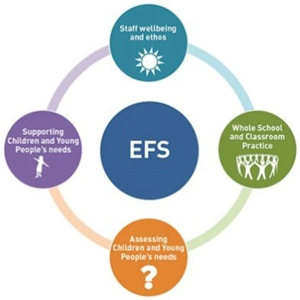 Staff wellbeing
and ethos
Supporting
Children and Young
People's needs
EFS
Whole School
and Classroom
Practice
Assessing
Children and Young
People's needs
?